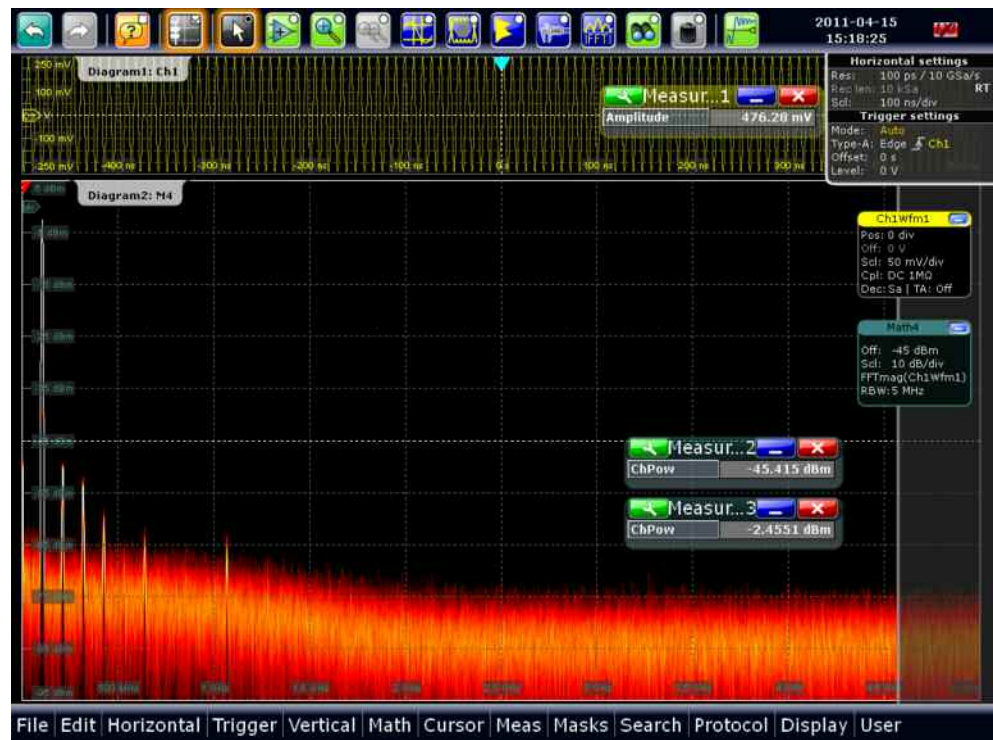 2011-04-15
15:18:25
FFT
Horizontal settings
Res: 100 ps / 10 GSa/s
Rec len: 10 kSa RT
Scl: 100 ns/div
Trigger settings
Mode: Auto
Type-A: Edge Ch1
Offset: 0 s
Level: 0 V
250 mV
Diagram1: Ch1
100 mV
-100 mV
-250 mV
-400 ns
-300 ns
-200 ns
-100 ns
0 s
100 ns
200 ns
300 ns
Measur...1
Amplitude 476.28 mV
Diagram2: M4
Ch1Wfm1
Pos: 0 div
Off: 0 V
Scl: 50 mV/div
Cpl: DC 1MΩ
Dec: Sa | TA: Off
Math4
Off: -45 dBm
Scl: 10 dB/div
FFTmag(Ch1Wfm1)
RBW: 5 MHz
Measur...2
ChPow -45.415 dBm
Measur...3
ChPow -2.4551 dBm
File Edit Horizontal Trigger Vertical Math Cursor Meas Masks Search Protocol Display User